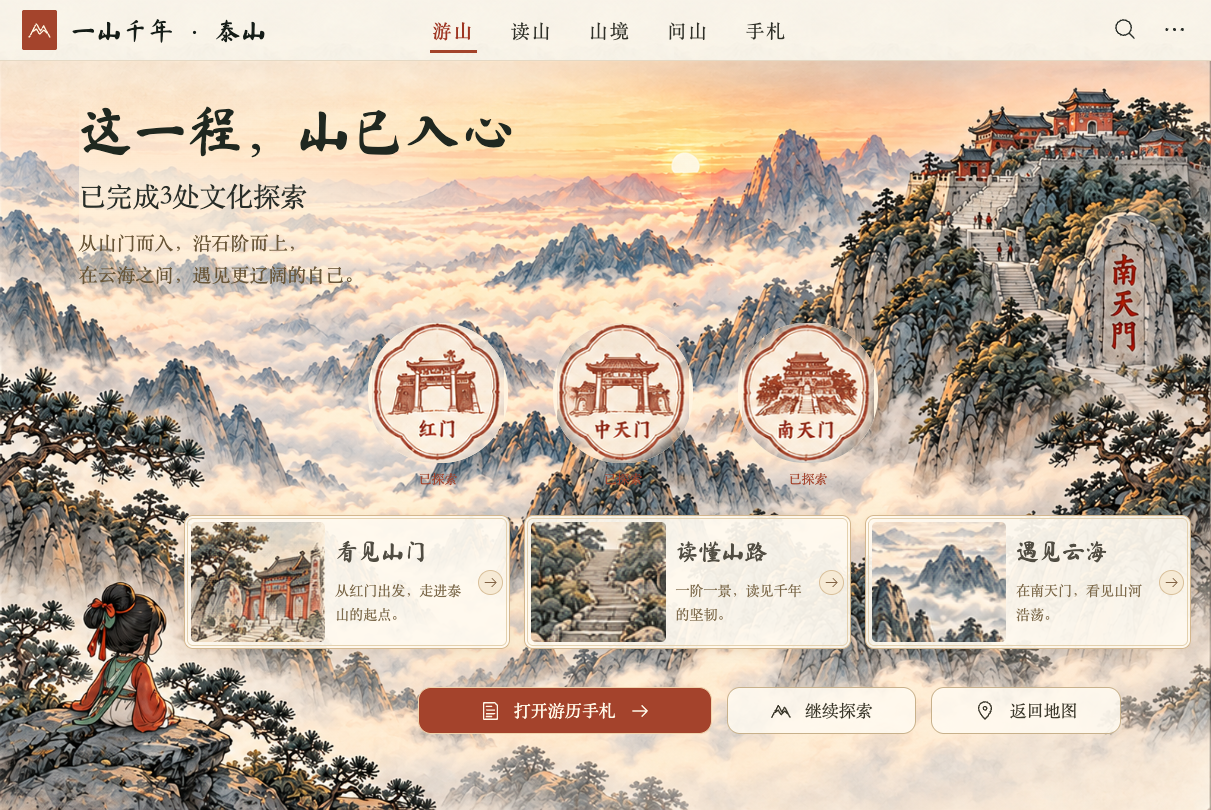 一山千年 · 泰山
游山
读山
山境
问山
手札
这一程，山已入心
已完成3处文化探索
从山门而入，沿石阶而上，
在云海之间，遇见更辽阔的自己。
南天門
红门
中天门
南天门
已探索
已探索
已探索
看见山门
从红门出发，走进泰
山的起点。
读懂山路
一阶一景，读见千年
的坚韧。
遇见云海
在南天门，看见山河
浩荡。
打开游历手札
继续探索
返回地图